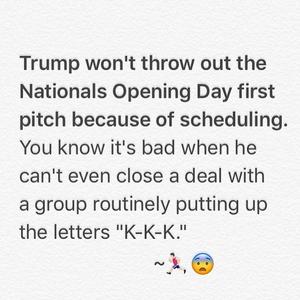 Trump won't throw out the
Nationals Opening Day first
pitch because of scheduling.
You know it's bad when he
can't even close a deal with
a group routinely putting up
the letters "K-K-K."
~🏃🏻😨